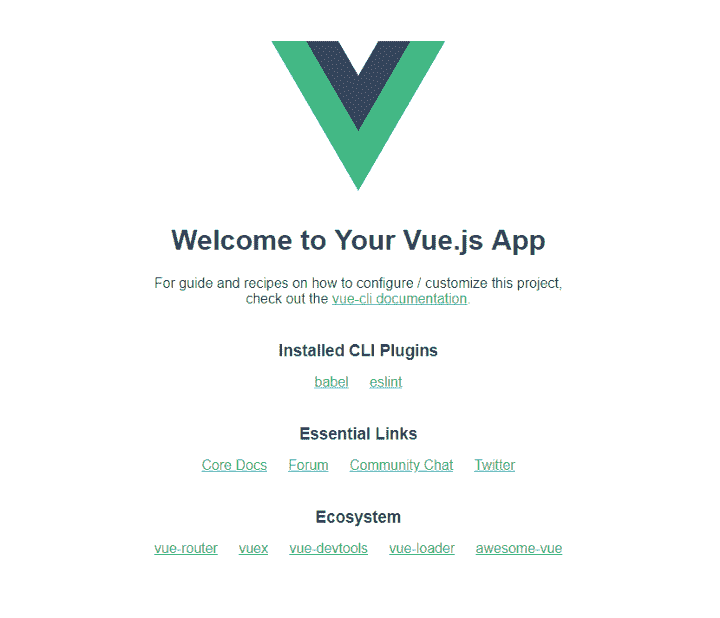 Welcome to Your Vue.js App
For guide and recipes on how to configure / customize this project,
check out the vue-cli documentation.
Installed CLI Plugins
babel eslint
Essential Links
Core Docs Forum Community Chat Twitter
Ecosystem
vue-router vuex vue-devtools vue-loader awesome-vue